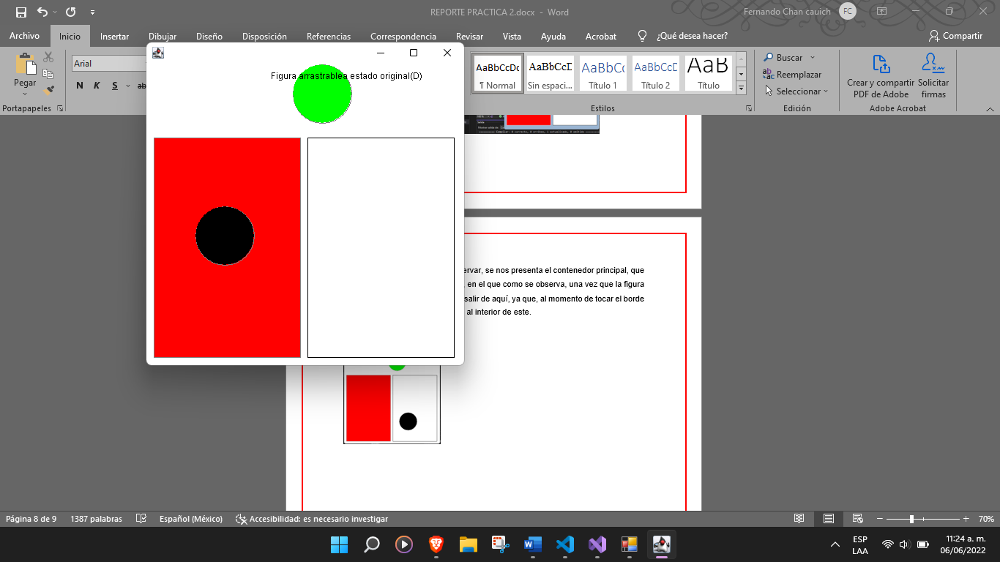 REPORTE PRACTICA 2.docx - Word
Fernando Chan cauich
FC
Archivo
Inicio
Insertar
Dibujar
Diseño
Disposición
Referencias
Correspondencia
Revisar
Vista
Ayuda
Acrobat
¿Qué desea hacer?
Compartir
Pegar
Portapapeles
Arial
N K S ab
AaBbCcDc
¶ Normal
AaBbCcD
Sin espaci...
AaBbCc
Título 1
AaBbCcD
Título 2
AaB
Título
Estilos
Buscar
Reemplazar
Seleccionar
Edición
Crear y compartir
PDF de Adobe
Solicitar
firmas
Adobe Acrobat
Figura arrastrablea estado original(D)
ervar, se nos presenta el contenedor principal, que
, en el que como se observa, una vez que la figura
salir de aquí, ya que, al momento de tocar el borde
al interior de este.
Página 8 de 9
1387 palabras
Español (México)
Accesibilidad: es necesario investigar
70%
ESP
LAA
11:24 a. m.
06/06/2022